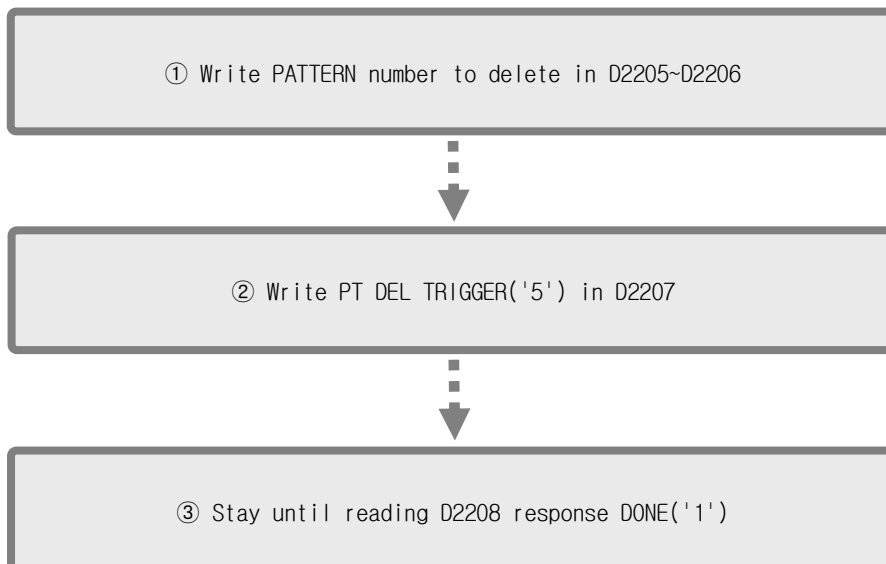 ① Write PATTERN number to delete in D2205~D2206
② Write PT DEL TRIGGER('5') in D2207
③ Stay until reading D2208 response DONE('1')